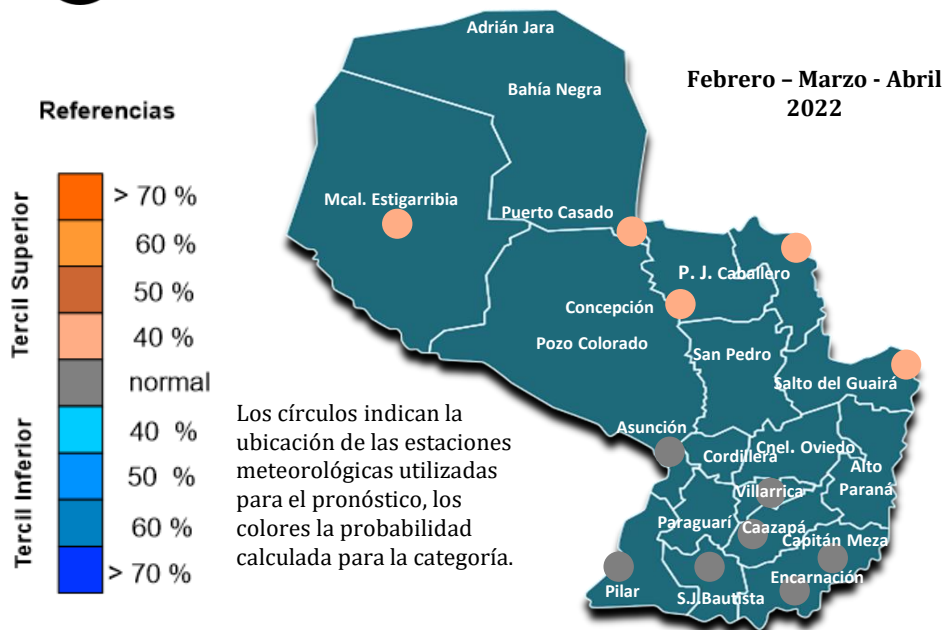 Febrero – Marzo - Abril
2022
Referencias
Tercil Superior
> 70 %
60 %
50 %
40 %
normal
Tercil Inferior
40 %
50 %
60 %
> 70 %
Los círculos indican la
ubicación de las estaciones
meteorológicas utilizadas
para el pronóstico, los
colores la probabilidad
calculada para la categoría.
Adrián Jara
Bahía Negra
Mcal. Estigarribia
Puerto Casado
P. J. Caballero
Concepción
Pozo Colorado
San Pedro
Salto del Guairá
Asunción
Cordillera
Cnel. Oviedo
Alto
Paraná
Villarrica
Paraguarí
Caazapá
Capitán Meza
Encarnación
Pilar
S.J.Bautista